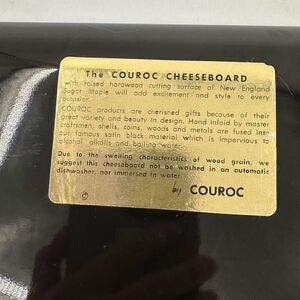 The COUROC CHEESEBOARD
with raised hardwood cutting surface of New England
Sugar Maple will add excitement and style to every
occasion.
COUROC products are cherished gifts because of their
great variety and beauty in design. Hand inlaid by master
craftsmen, shells, coins, woods and metals are fused into
our famous satin black material which is impervious to
alcohol alkalis and boiling water.
Due to the swelling characteristics of wood grain, we
suggest this cheeseboard not be washed in an automatic
dishwasher, nor immersed in water.
© by COUROC